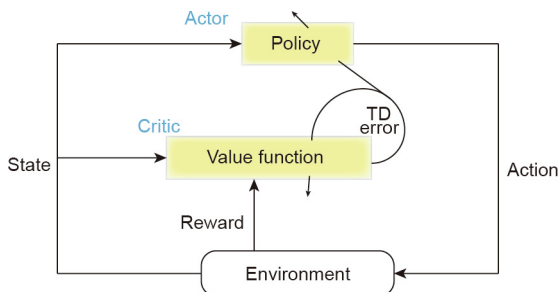 Actor
Policy
TD
error
Critic
Value function
State
Action
Reward
Environment